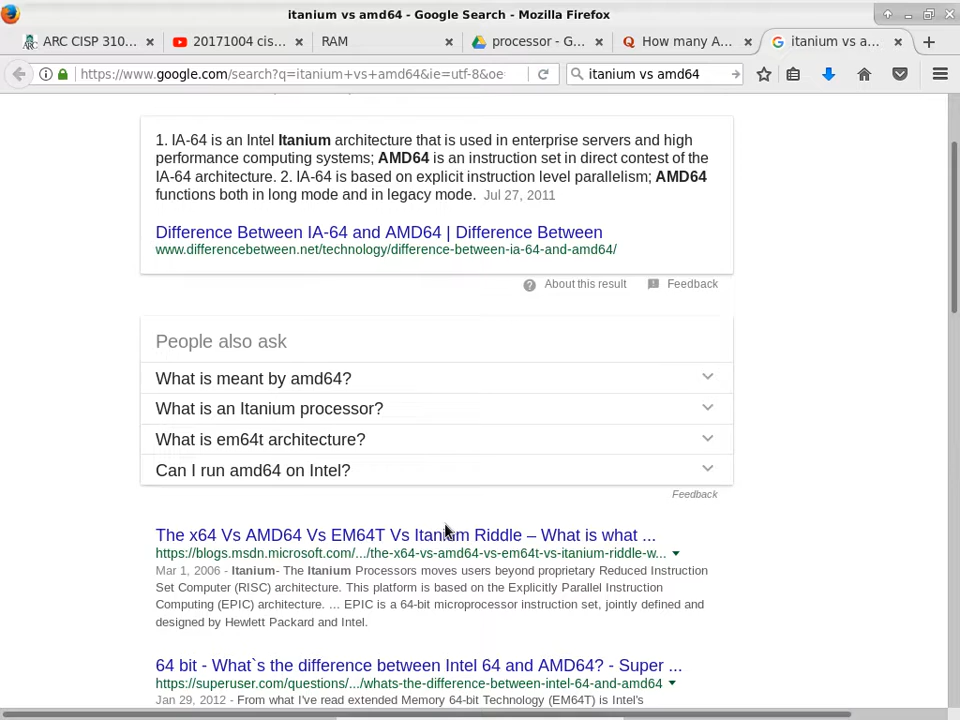 itanium vs amd64 - Google Search - Mozilla Firefox
ARC CISP 310...
20171004 cis...
RAM
processor - G...
How many A...
itanium vs a...
https://www.google.com/search?q=itanium+vs+amd64&ie=utf-8&oe
itanium vs amd64
1. IA-64 is an Intel Itanium architecture that is used in enterprise servers and high
performance computing systems; AMD64 is an instruction set in direct contest of the
IA-64 architecture. 2. IA-64 is based on explicit instruction level parallelism; AMD64
functions both in long mode and in legacy mode. Jul 27, 2011
Difference Between IA-64 and AMD64 | Difference Between
www.differencebetween.net/technology/difference-between-ia-64-and-amd64/
About this result
Feedback
People also ask
What is meant by amd64?
What is an Itanium processor?
What is em64t architecture?
Can I run amd64 on Intel?
Feedback
The x64 Vs AMD64 Vs EM64T Vs Itanium Riddle – What is what ...
https://blogs.msdn.microsoft.com/.../the-x64-vs-amd64-vs-em64t-vs-itanium-riddle-w...
Mar 1, 2006 - Itanium- The Itanium Processors moves users beyond proprietary Reduced Instruction
Set Computer (RISC) architecture. This platform is based on the Explicitly Parallel Instruction
Computing (EPIC) architecture. ... EPIC is a 64-bit microprocessor instruction set, jointly defined and
designed by Hewlett Packard and Intel.
64 bit - What`s the difference between Intel 64 and AMD64? - Super ...
https://superuser.com/questions/.../whats-the-difference-between-intel-64-and-amd64
Jan 29, 2012 - From what I've read extended Memory 64-bit Technology (EM64T) is Intel's